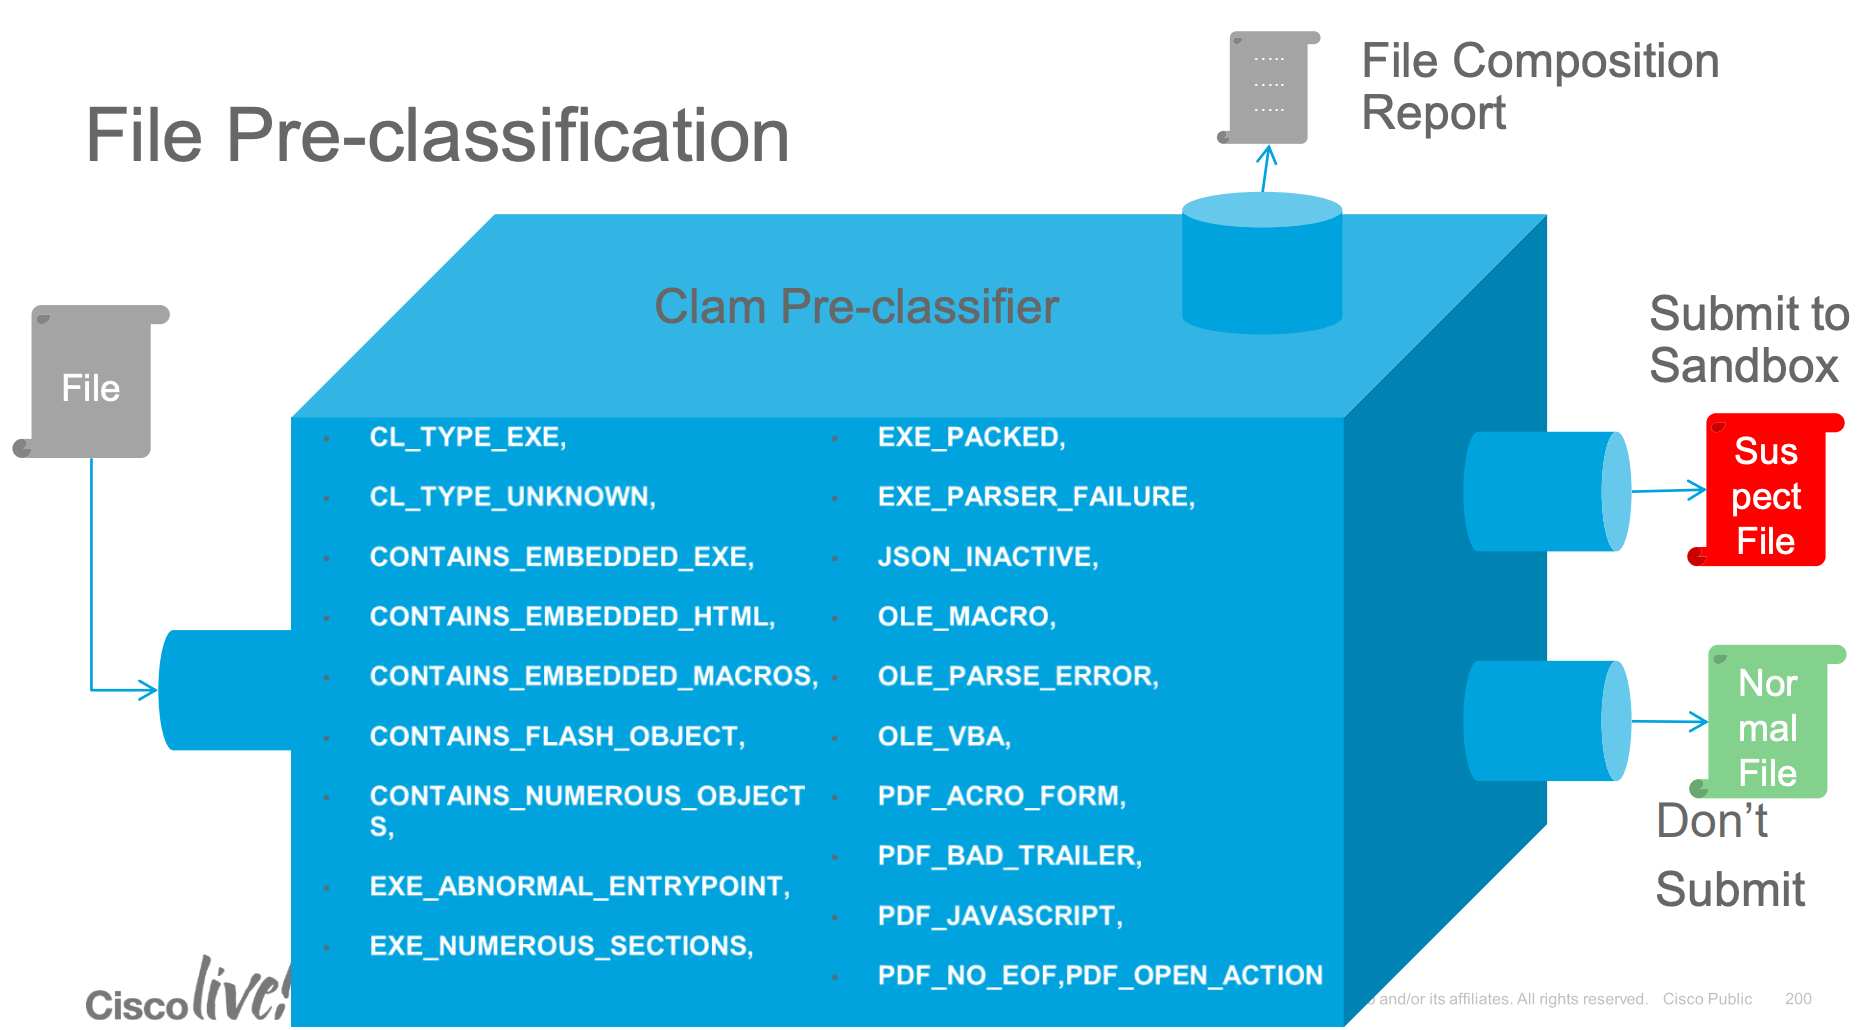 File Pre-classification
File Composition
Report
Clam Pre-classifier
File
CL_TYPE_EXE,
CL_TYPE_UNKNOWN,
CONTAINS_EMBEDDED_EXE,
CONTAINS_EMBEDDED_HTML,
CONTAINS_EMBEDDED_MACROS,
CONTAINS_FLASH_OBJECT,
CONTAINS_NUMEROUS_OBJECT
S,
EXE_ABNORMAL_ENTRYPOINT,
EXE_NUMEROUS_SECTIONS,
EXE_PACKED,
EXE_PARSER_FAILURE,
JSON_INACTIVE,
OLE_MACRO,
OLE_PARSE_ERROR,
OLE_VBA,
PDF_ACRO_FORM,
PDF_BAD_TRAILER,
PDF_JAVASCRIPT,
PDF_NO_EOF,PDF_OPEN_ACTION
Submit to
Sandbox
Sus
pect
File
Nor
mal
File
Don’t
Submit
Cisco live!
and/or its affiliates. All rights reserved. Cisco Public 200